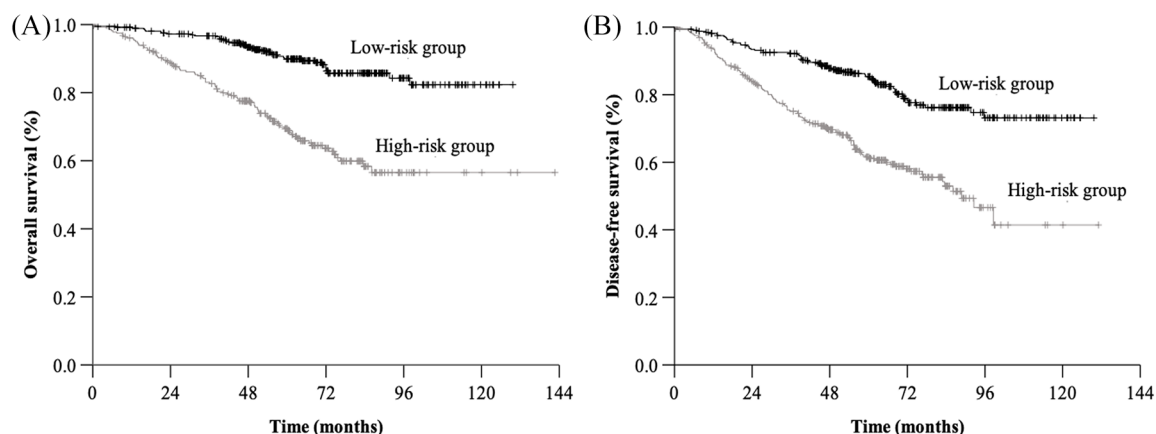 (A)
Overall survival (%)
1.0
0.8
0.6
0.4
0.2
0.0
Low-risk group
High-risk group
0 24 48 72 96 120 144
Time (months)
(B)
Disease-free survival (%)
1.0
0.8
0.6
0.4
0.2
0.0
Low-risk group
High-risk group
0 24 48 72 96 120 144
Time (months)